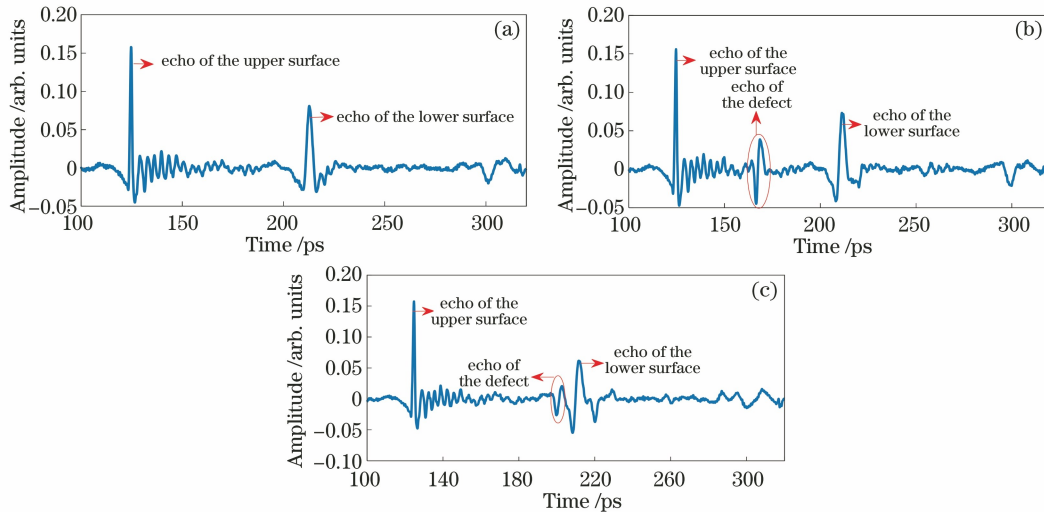 (a)
Amplitude /arb. units
0.20
0.15
0.10
0.05
0
−0.05
echo of the upper surface
echo of the lower surface
100
150
200
250
300
Time /ps
(b)
Amplitude /arb. units
0.20
0.15
0.10
0.05
0
−0.05
echo of the
upper surface
echo of
the defect
echo of the
lower surface
100
150
200
250
300
Time /ps
(c)
Amplitude /arb. units
0.20
0.15
0.10
0.05
0
−0.05
−0.10
echo of the
upper surface
echo of
the defect
echo of the
lower surface
100
140
180
220
260
300
Time /ps